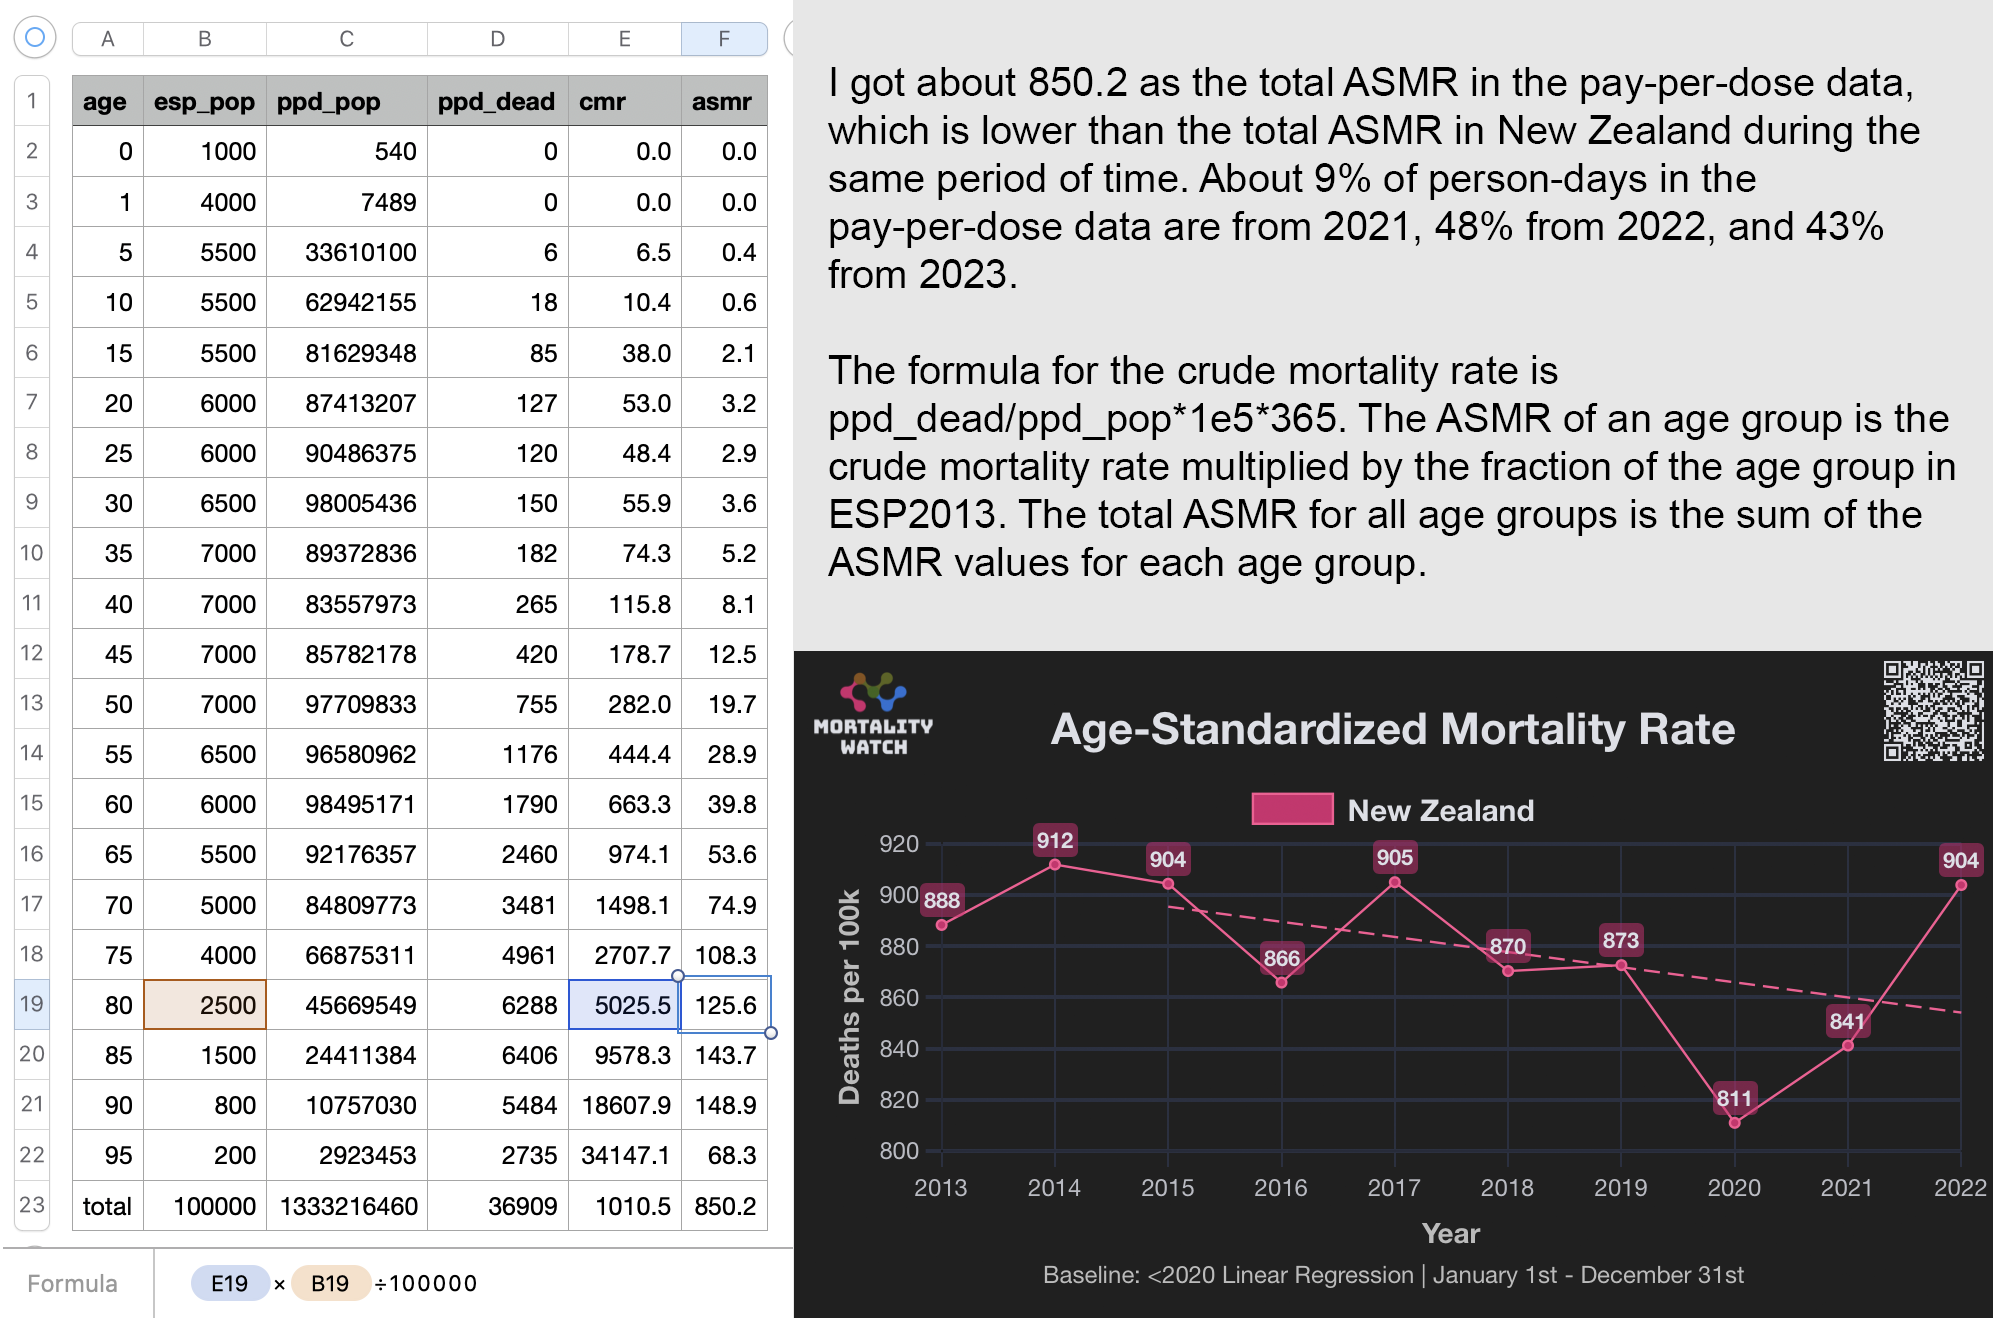 A B C D E F
1 age esp_pop ppd_pop ppd_dead cmr asmr
2 0 1000 540 0 0.0 0.0
3 1 4000 7489 0 0.0 0.0
4 5 5500 33610100 6 6.5 0.4
5 10 5500 62942155 18 10.4 0.6
6 15 5500 81629348 85 38.0 2.1
7 20 6000 87413207 127 53.0 3.2
8 25 6000 90486375 120 48.4 2.9
9 30 6500 98005436 150 55.9 3.6
10 35 7000 89372836 182 74.3 5.2
11 40 7000 83557973 265 115.8 8.1
12 45 7000 85782178 420 178.7 12.5
13 50 7000 97709833 755 282.0 19.7
14 55 6500 96580962 1176 444.4 28.9
15 60 6000 98495171 1790 663.3 39.8
16 65 5500 92176357 2460 974.1 53.6
17 70 5000 84809773 3481 1498.1 74.9
18 75 4000 66875311 4961 2707.7 108.3
19 80 2500 45669549 6288 5025.5 125.6
20 85 1500 24411384 6406 9578.3 143.7
21 90 800 10757030 5484 18607.9 148.9
22 95 200 2923453 2735 34147.1 68.3
23 total 100000 1333216460 36909 1010.5 850.2
Formula E19 × B19 ÷100000
I got about 850.2 as the total ASMR in the pay-per-dose data,
which is lower than the total ASMR in New Zealand during the
same period of time. About 9% of person-days in the
pay-per-dose data are from 2021, 48% from 2022, and 43%
from 2023.
The formula for the crude mortality rate is
ppd_dead/ppd_pop*1e5*365. The ASMR of an age group is the
crude mortality rate multiplied by the fraction of the age group in
ESP2013. The total ASMR for all age groups is the sum of the
ASMR values for each age group.
MORTALITY
WATCH
Age-Standardized Mortality Rate
New Zealand
Deaths per 100k
920
900
880
860
840
820
800
888 912 904 866 905 870 873 811 841 904
2013 2014 2015 2016 2017 2018 2019 2020 2021 2022
Year
Baseline: <2020 Linear Regression | January 1st - December 31st